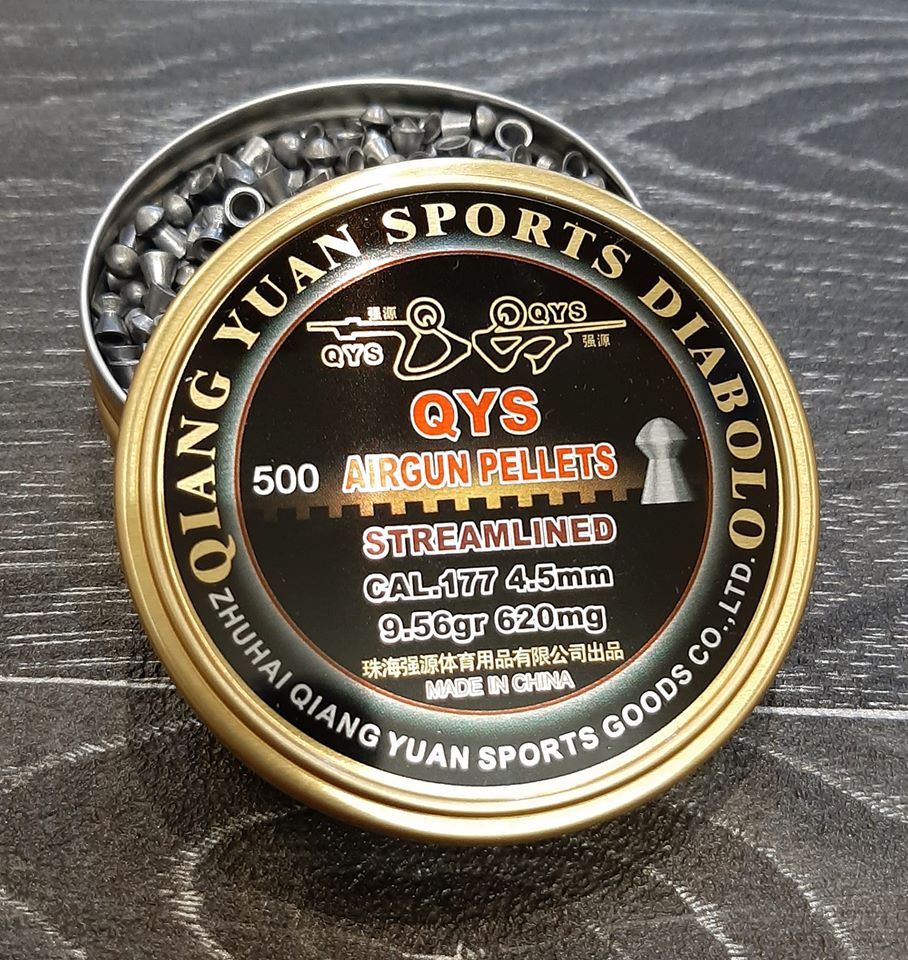 QIANG YUAN SPORTS DIABOLO
强源
QYS
QYS
强源
QYS
500 AIRGUN PELLETS
STREAMLINED
CAL.177 4.5mm
9.56gr 620mg
珠海强源体育用品有限公司出品
MADE IN CHINA
ZHUHAI QIANG YUAN SPORTS GOODS CO.,LTD.